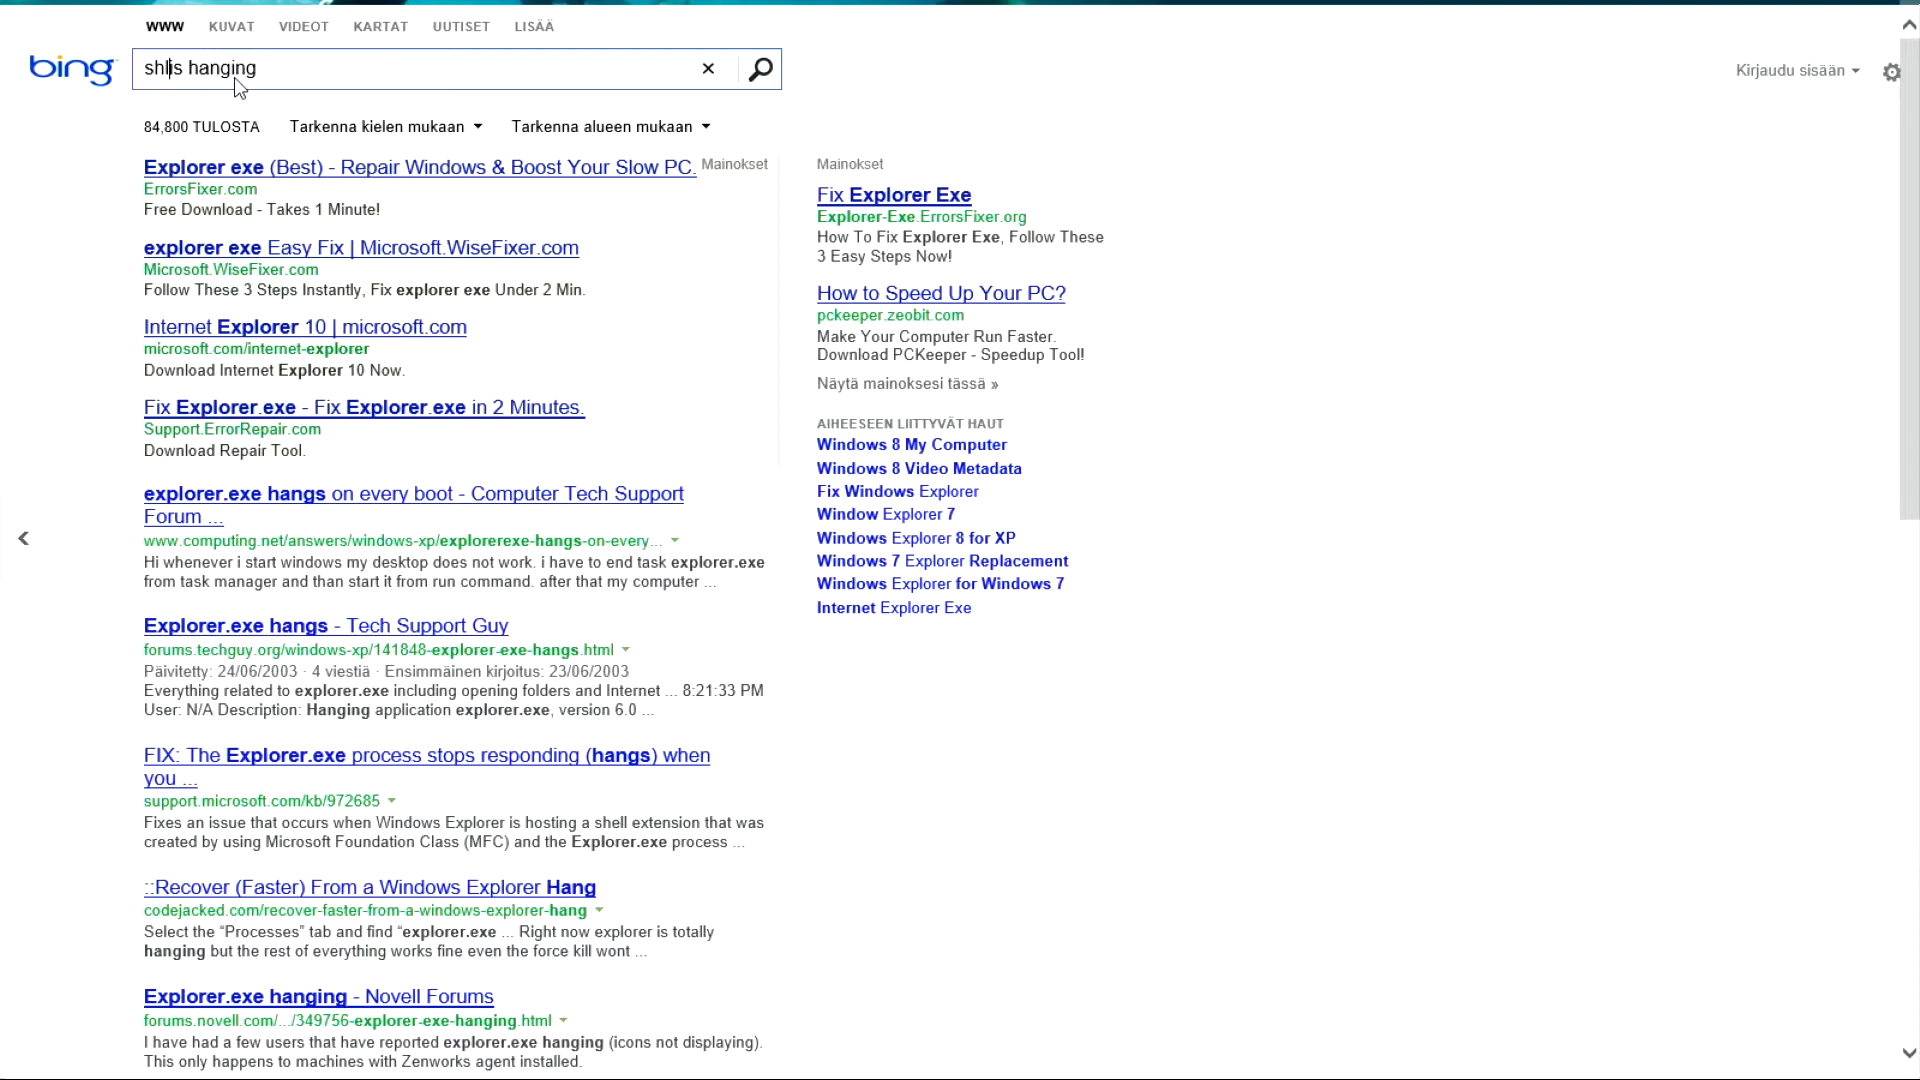 WWW KUVAT VIDEOT KARTAT UUTISET LISÄÄ
bing
shlis hanging
Kirjaudu sisään
84,800 TULOSTA Tarkenna kielen mukaan Tarkenna alueen mukaan
Explorer exe (Best) - Repair Windows & Boost Your Slow PC. Mainokset
ErrorsFixer.com
Free Download - Takes 1 Minute!
explorer exe Easy Fix | Microsoft.WiseFixer.com
Microsoft.WiseFixer.com
Follow These 3 Steps Instantly, Fix explorer exe Under 2 Min.
Internet Explorer 10 | microsoft.com
microsoft.com/internet-explorer
Download Internet Explorer 10 Now.
Fix Explorer.exe - Fix Explorer.exe in 2 Minutes.
Support.ErrorRepair.com
Download Repair Tool.
explorer.exe hangs on every boot - Computer Tech Support
Forum ...
www.computing.net/answers/windows-xp/explorerexe-hangs-on-every...
Hi whenever i start windows my desktop does not work. i have to end task explorer.exe
from task manager and than start it from run command. after that my computer ...
Explorer.exe hangs - Tech Support Guy
forums.techguy.org/windows-xp/141848-explorer-exe-hangs.html
Päivitetty: 24/06/2003 · 4 viestiä · Ensimmäinen kirjoitus: 23/06/2003
Everything related to explorer.exe including opening folders and Internet ... 8:21:33 PM
User: N/A Description: Hanging application explorer.exe, version 6.0 ...
FIX: The Explorer.exe process stops responding (hangs) when
you ...
support.microsoft.com/kb/972685
Fixes an issue that occurs when Windows Explorer is hosting a shell extension that was
created by using Microsoft Foundation Class (MFC) and the Explorer.exe process ...
::Recover (Faster) From a Windows Explorer Hang
codejacked.com/recover-faster-from-a-windows-explorer-hang
Select the “Processes” tab and find “explorer.exe ... Right now explorer is totally
hanging but the rest of everything works fine even the force kill wont ...
Explorer.exe hanging - Novell Forums
forums.novell.com/.../349756-explorer-exe-hanging.html
I have had a few users that have reported explorer.exe hanging (icons not displaying).
This only happens to machines with Zenworks agent installed.
Mainokset
Fix Explorer Exe
Explorer-Exe.ErrorsFixer.org
How To Fix Explorer Exe, Follow These
3 Easy Steps Now!
How to Speed Up Your PC?
pckeeper.zeobit.com
Make Your Computer Run Faster.
Download PCKeeper - Speedup Tool!
Näytä mainoksesi tässä »
AIHEESEEN LIITTYVÄT HAUT
Windows 8 My Computer
Windows 8 Video Metadata
Fix Windows Explorer
Window Explorer 7
Windows Explorer 8 for XP
Windows 7 Explorer Replacement
Windows Explorer for Windows 7
Internet Explorer Exe